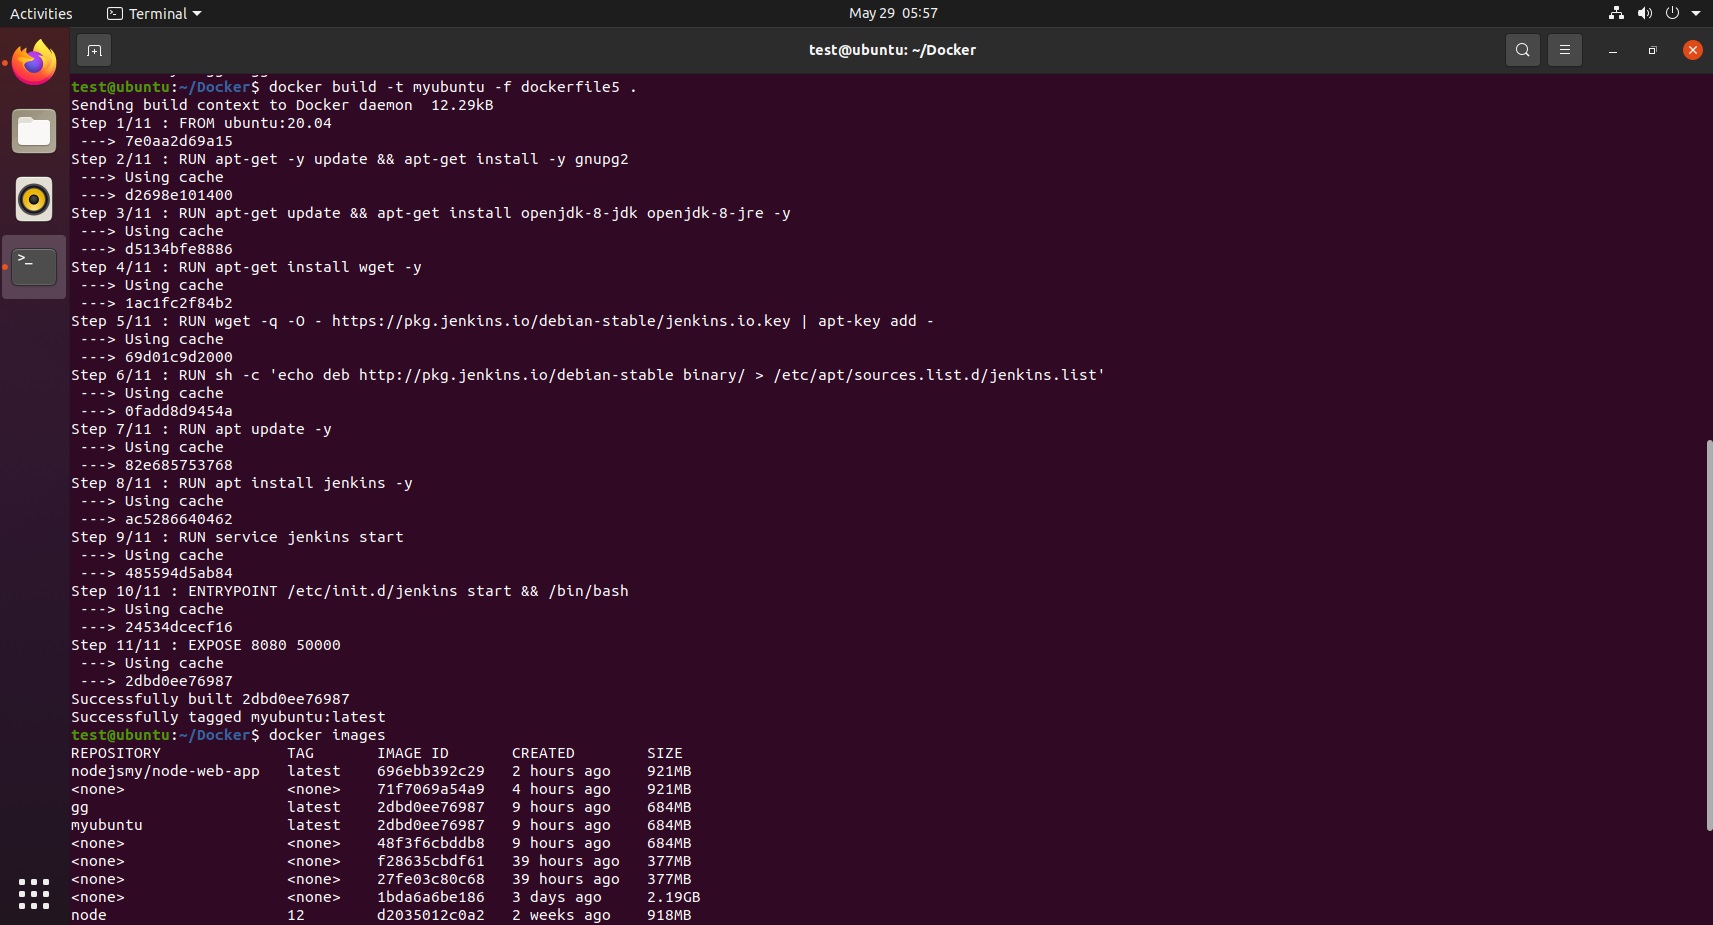 Activities
Terminal
May 29 05:57
test@ubuntu: ~/Docker
test@ubuntu:~/Docker$ docker build -t myubuntu -f dockerfile5 .
Sending build context to Docker daemon  12.29kB
Step 1/11 : FROM ubuntu:20.04
 ---> 7e0aa2d69a15
Step 2/11 : RUN apt-get -y update && apt-get install -y gnupg2
 ---> Using cache
 ---> d2698e101400
Step 3/11 : RUN apt-get update && apt-get install openjdk-8-jdk openjdk-8-jre -y
 ---> Using cache
 ---> d5134bfe8886
Step 4/11 : RUN apt-get install wget -y
 ---> Using cache
 ---> 1ac1fc2f84b2
Step 5/11 : RUN wget -q -O - https://pkg.jenkins.io/debian-stable/jenkins.io.key | apt-key add -
 ---> Using cache
 ---> 69d01c9d2000
Step 6/11 : RUN sh -c 'echo deb http://pkg.jenkins.io/debian-stable binary/ > /etc/apt/sources.list.d/jenkins.list'
 ---> Using cache
 ---> 0fadd8d9454a
Step 7/11 : RUN apt update -y
 ---> Using cache
 ---> 82e685753768
Step 8/11 : RUN apt install jenkins -y
 ---> Using cache
 ---> ac5286640462
Step 9/11 : RUN service jenkins start
 ---> Using cache
 ---> 485594d5ab84
Step 10/11 : ENTRYPOINT /etc/init.d/jenkins start && /bin/bash
 ---> Using cache
 ---> 24534dcecf16
Step 11/11 : EXPOSE 8080 50000
 ---> Using cache
 ---> 2dbd0ee76987
Successfully built 2dbd0ee76987
Successfully tagged myubuntu:latest
test@ubuntu:~/Docker$ docker images
REPOSITORY              TAG       IMAGE ID       CREATED        SIZE
nodejsmy/node-web-app   latest    696ebb392c29   2 hours ago    921MB
<none>                  <none>    71f7069a54a9   4 hours ago    921MB
gg                      latest    2dbd0ee76987   9 hours ago    684MB
myubuntu                latest    2dbd0ee76987   9 hours ago    684MB
<none>                  <none>    48f3f6cbddb8   9 hours ago    684MB
<none>                  <none>    f28635cbdf61   39 hours ago   377MB
<none>                  <none>    27fe03c80c68   39 hours ago   377MB
<none>                  <none>    1bda6a6be186   3 days ago     2.19GB
node                    12        d2035012c0a2   2 weeks ago    918MB